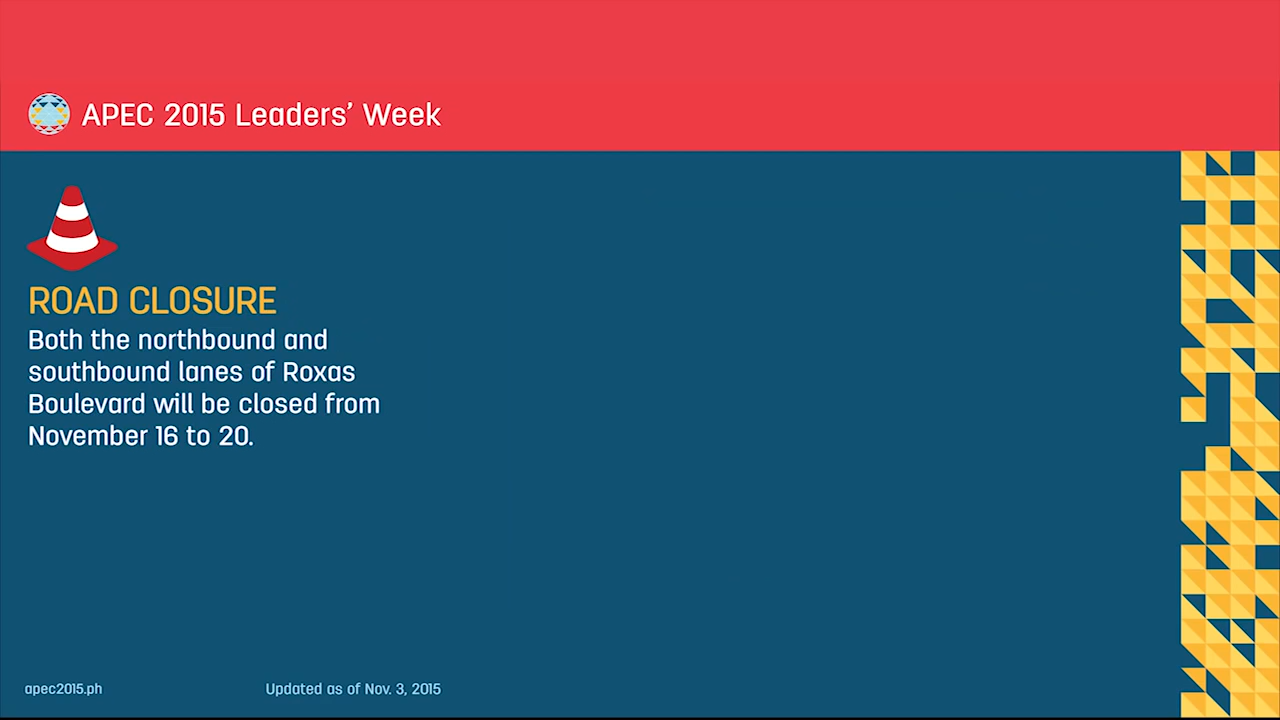 APEC 2015 Leaders’ Week
ROAD CLOSURE
Both the northbound and
southbound lanes of Roxas
Boulevard will be closed from
November 16 to 20.
apec2015.ph
Updated as of Nov. 3, 2015